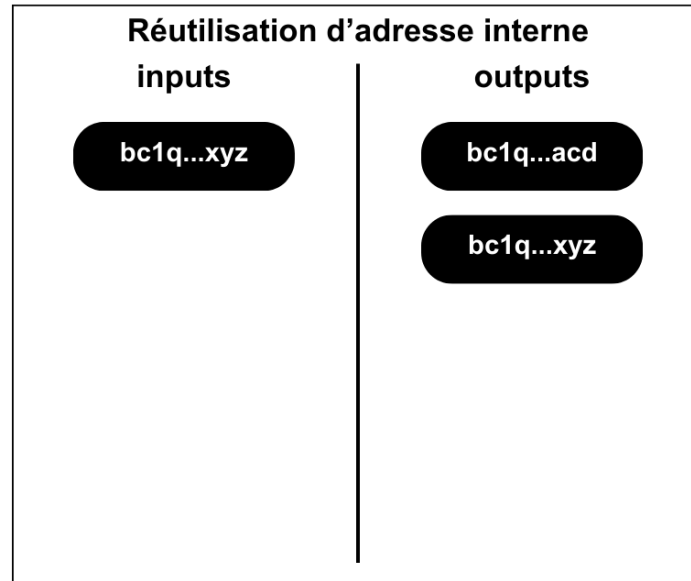 Réutilisation d’adresse interne
inputs
outputs
bc1q...xyz
bc1q...acd
bc1q...xyz